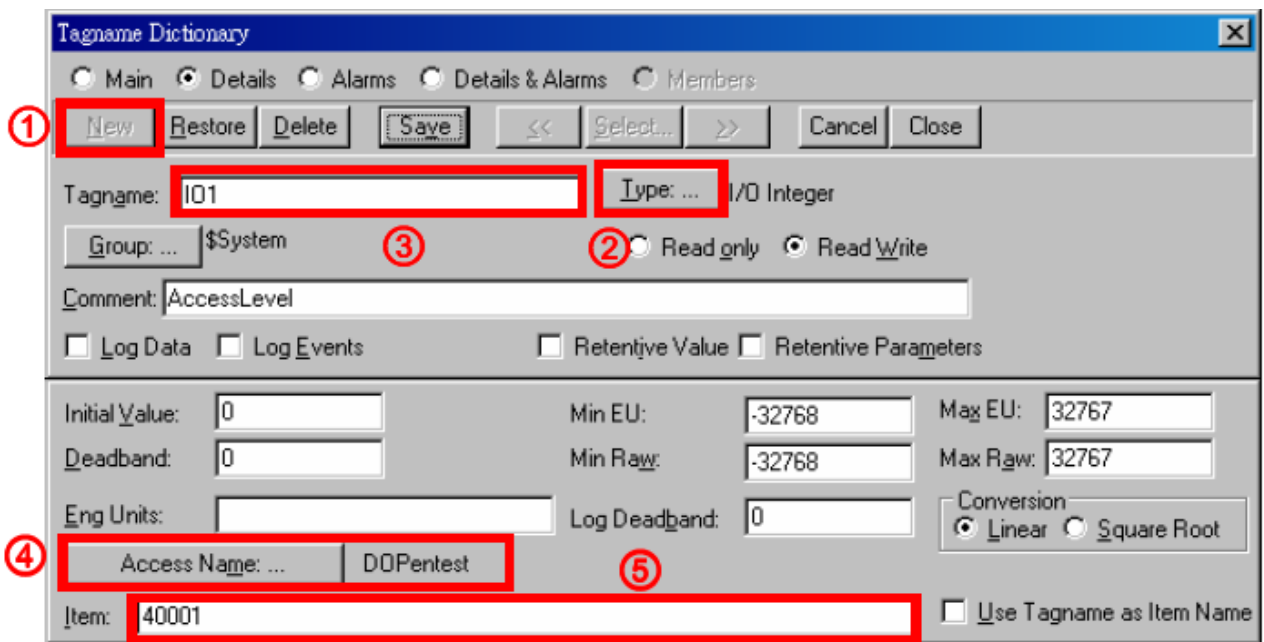 Tagname Dictionary
Main Details Alarms Details & Alarms Members
① New Restore Delete Save << Select... >> Cancel Close
Tagname: IO1 Type: ... I/O Integer
Group: ... $System ③ ② Read only Read Write
Comment: AccessLevel
Log Data Log Events Retentive Value Retentive Parameters
Initial Value: 0 Min EU: -32768 Max EU: 32767
Deadband: 0 Min Raw: -32768 Max Raw: 32767
Eng Units: Log Deadband: 0 Conversion
Linear Square Root
④ Access Name: ... DOPentest ⑤
Item: 40001 Use Tagname as Item Name